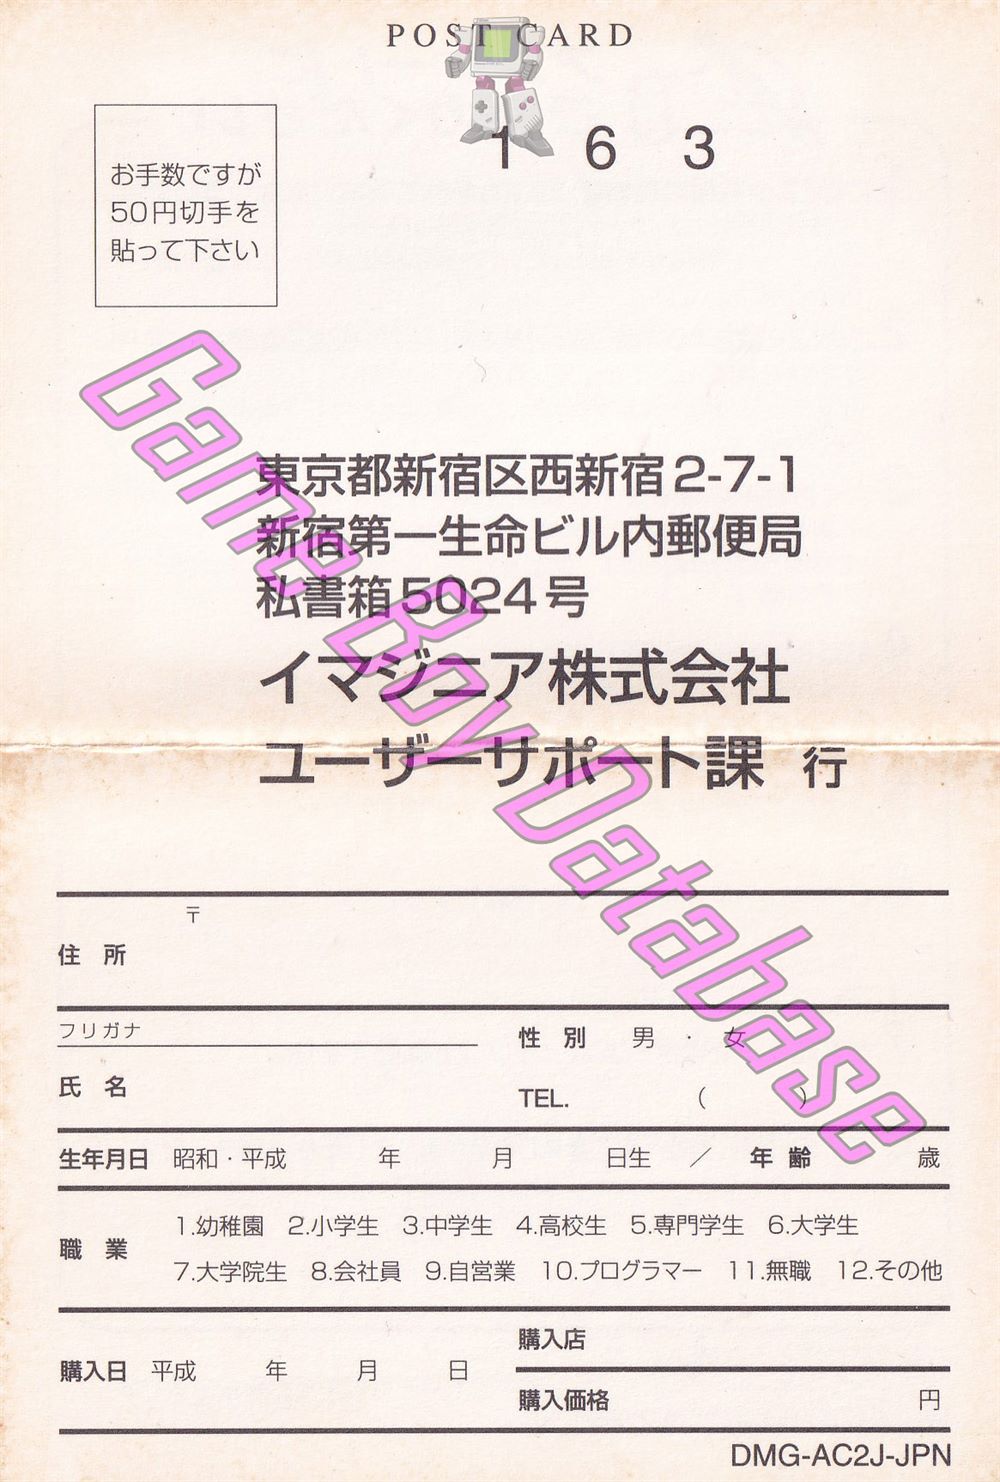 POST CARD
163
お手数ですが
50円切手を
貼って下さい
東京都新宿区西新宿2-7-1
新宿第一生命ビル内郵便局
私書箱5024号
イマジニア株式会社
ユーザーサポート課 行
Game Boy Database
〒
住 所
フリガナ
性 別 男 ・ 女
氏 名
TEL. ( )
生年月日 昭和・平成 年 月 日生 ／ 年 齢 歳
職 業
1.幼稚園 2.小学生 3.中学生 4.高校生 5.専門学生 6.大学生
7.大学院生 8.会社員 9.自営業 10.プログラマー 11.無職 12.その他
購入日 平成 年 月 日
購入店
購入価格 円
DMG-AC2J-JPN